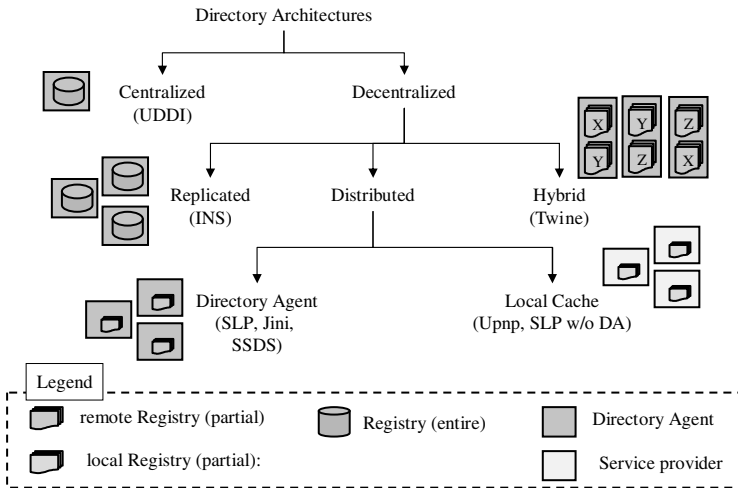 Directory Architectures
Centralized
(UDDI)
Decentralized
X Y Z
Y Z X
Replicated
(INS)
Distributed
Hybrid
(Twine)
Directory Agent
(SLP, Jini,
SSDS)
Local Cache
(Upnp, SLP w/o DA)
Legend
remote Registry (partial)
Registry (entire)
Directory Agent
local Registry (partial):
Service provider